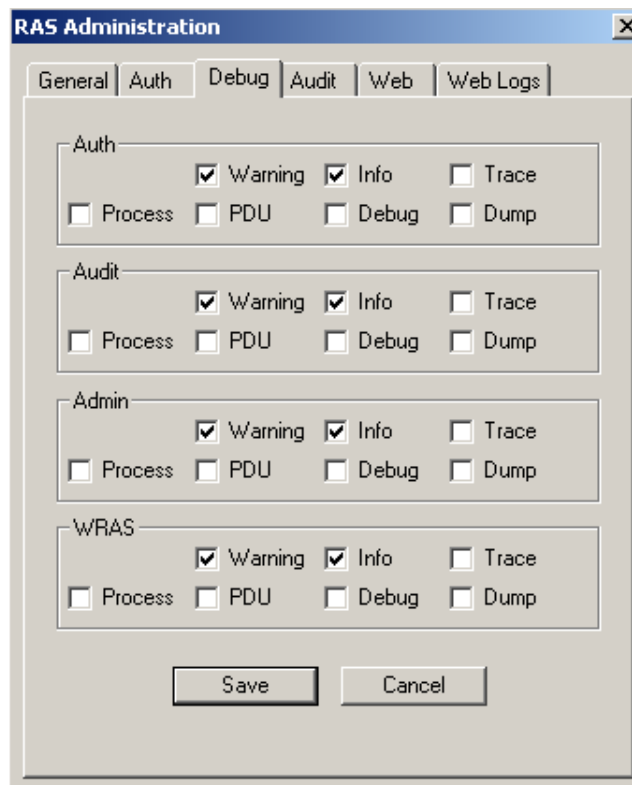 RAS Administration
General Auth Debug Audit Web Web Logs
Auth
Warning Info Trace
Process PDU Debug Dump
Audit
Warning Info Trace
Process PDU Debug Dump
Admin
Warning Info Trace
Process PDU Debug Dump
WRAS
Warning Info Trace
Process PDU Debug Dump
Save Cancel